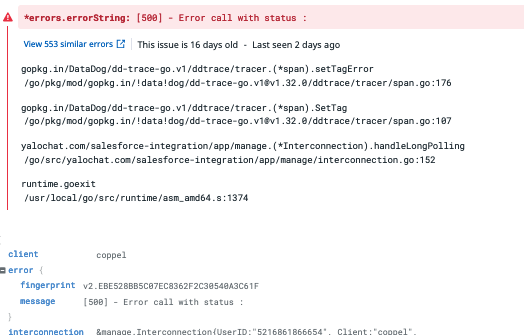 *errors.errorString: [500] - Error call with status :
View 553 similar errors | This issue is 16 days old - Last seen 2 days ago
gopkg.in/DataDog/dd-trace-go.v1/ddtrace/tracer.(*span).setTagError
/go/pkg/mod/gopkg.in/!data!dog/dd-trace-go.v1@v1.32.0/ddtrace/tracer/span.go:176
gopkg.in/DataDog/dd-trace-go.v1/ddtrace/tracer.(*span).SetTag
/go/pkg/mod/gopkg.in/!data!dog/dd-trace-go.v1@v1.32.0/ddtrace/tracer/span.go:107
yalochat.com/salesforce-integration/app/manage.(*Interconnection).handleLongPolling
/go/src/yalochat.com/salesforce-integration/app/manage/interconnection.go:152
runtime.goexit
/usr/local/go/src/runtime/asm_amd64.s:1374
{
client coppel
error {
fingerprint v2.EBE528BB5C07EC8362F2C30540A3C61F
message [500] - Error call with status :
}
interconnection &manage.Interconnection{UserID:"5216861866654", Client:"coppel",